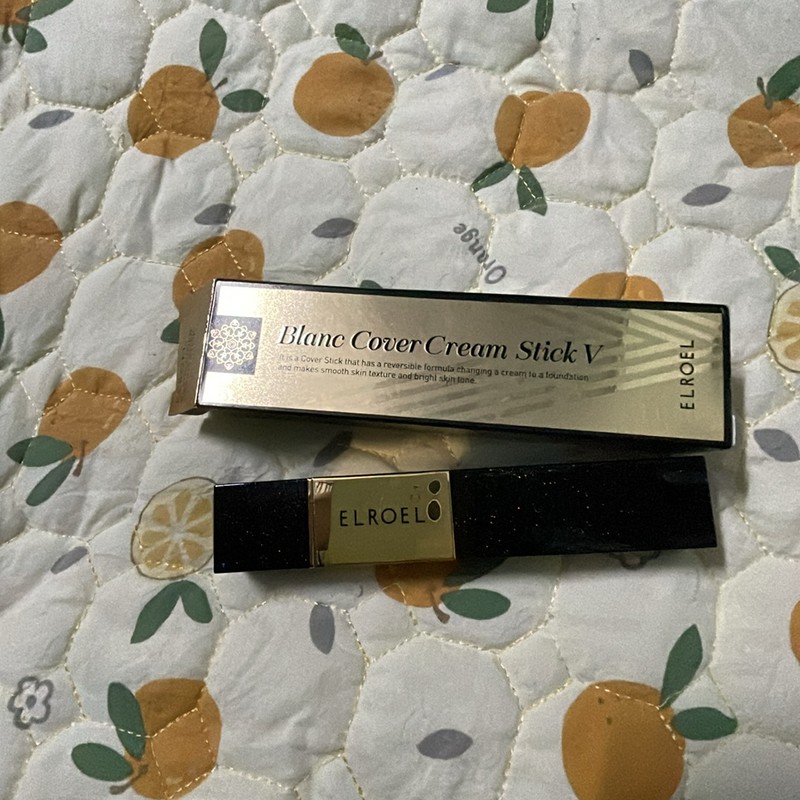 Orange
Blanc Cover Cream Stick V
It is a Cover Stick that has a reversible formula changing a cream to a foundation
and makes smooth skin texture and bright skin tone.
ELROEL
ELROEL